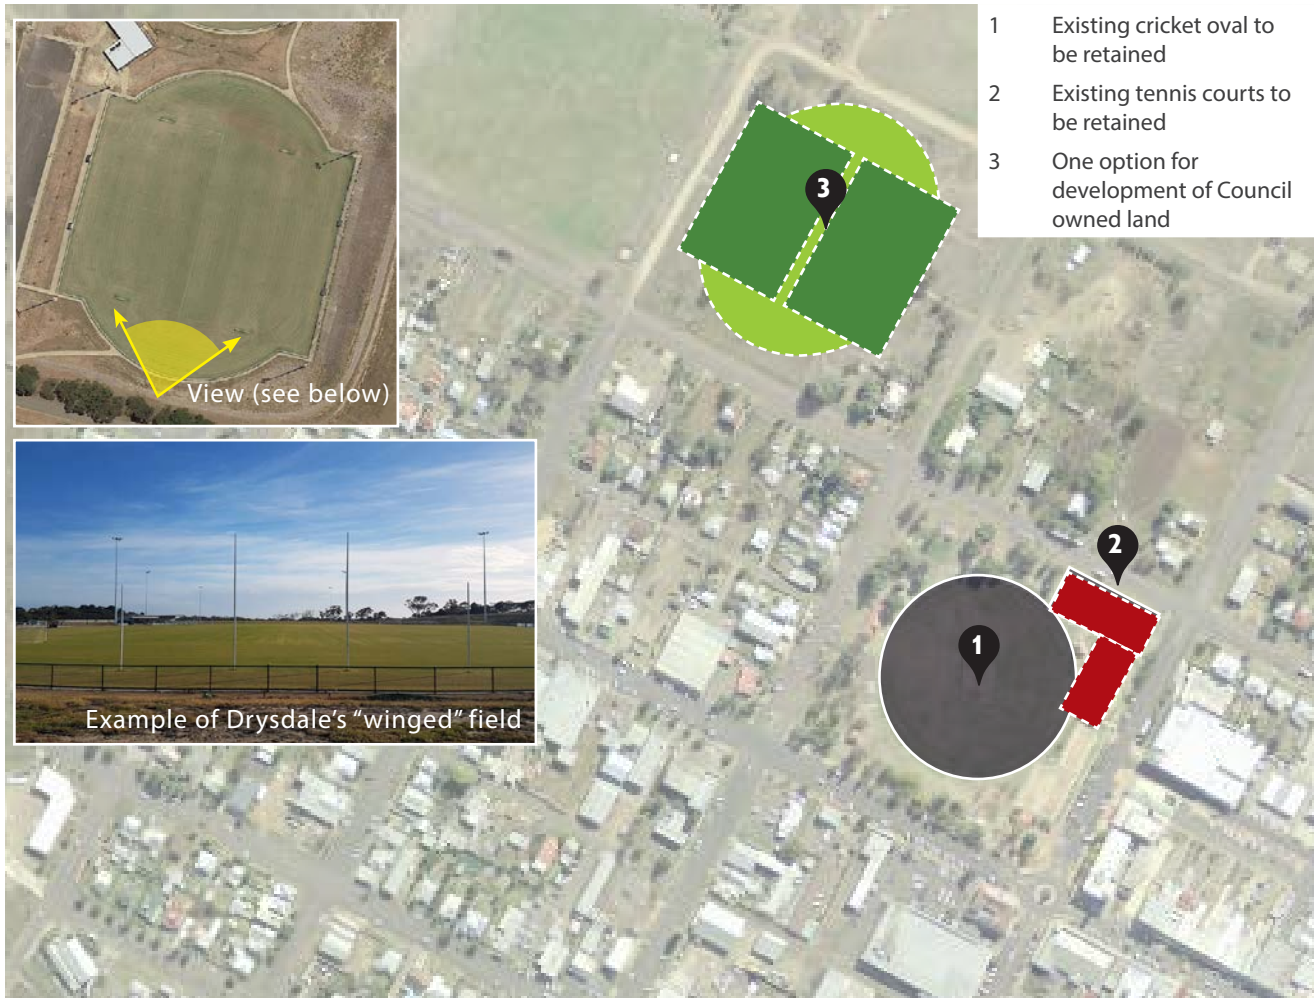 1 Existing cricket oval to
be retained
2 Existing tennis courts to
be retained
3 One option for
development of Council
owned land
View (see below)
Example of Drysdale's “winged” field
3
2
1